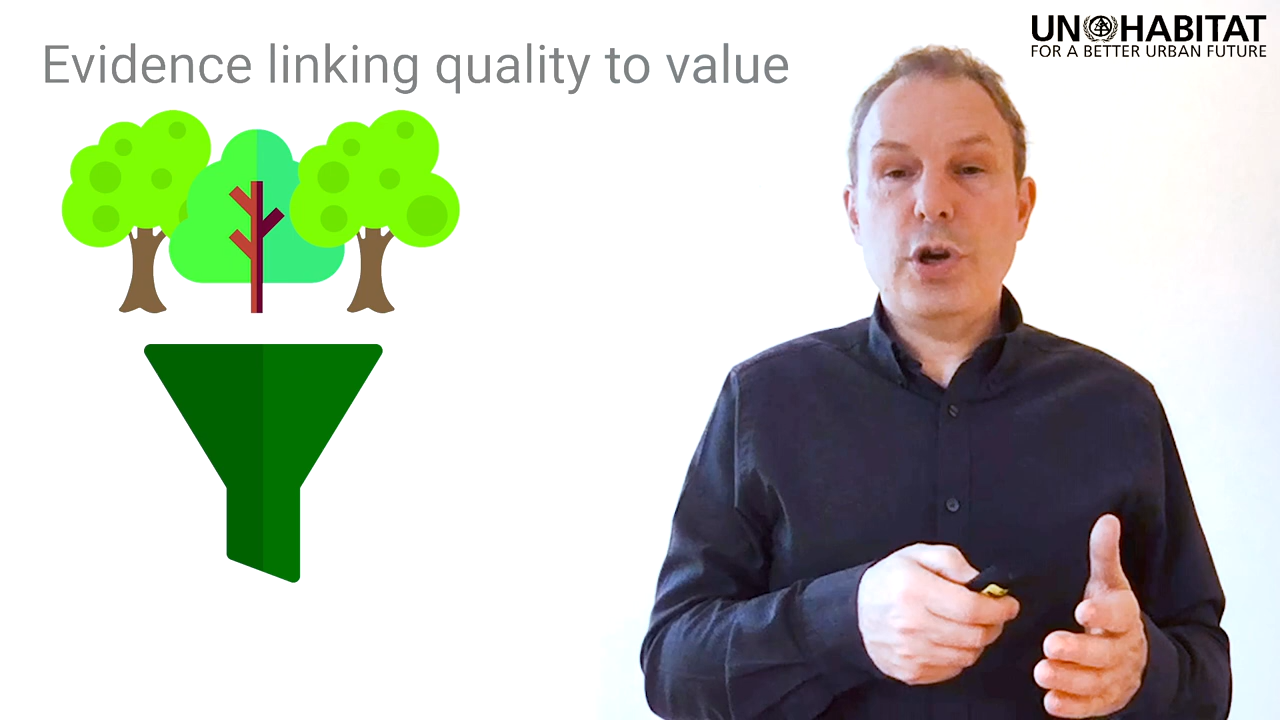 Evidence linking quality to value
UN HABITAT
FOR A BETTER URBAN FUTURE